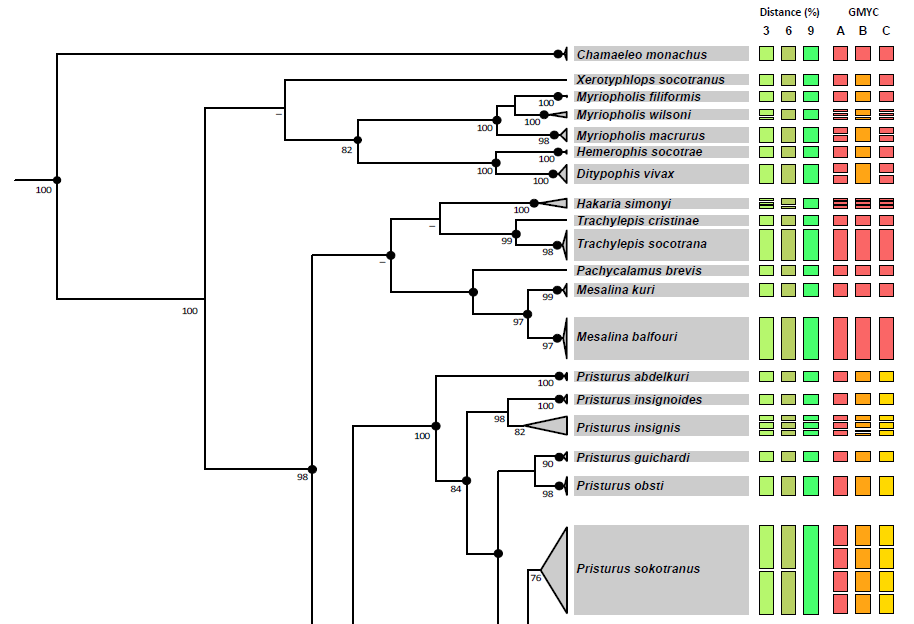 Distance (%) GMYC
3 6 9 A B C
Chamaeleo monachus
Xerotyphlops socotranus
–
Myriopholis filiformis
100
Myriopholis wilsoni
100
100
Myriopholis macrurus
98
82
Hemerophis socotrae
100
100
Ditypophis vivax
100
100
Hakaria simonyi
100
Trachylepis cristinae
–
99
Trachylepis socotrana
98
–
Pachycalamus brevis
Mesalina kuri
99
100
97
Mesalina balfouri
97
Pristurus abdelkuri
100
Pristurus insignoides
100
98
Pristurus insignis
82
100
Pristurus guichardi
90
98
Pristurus obsti
98
84
Pristurus sokotranus
76